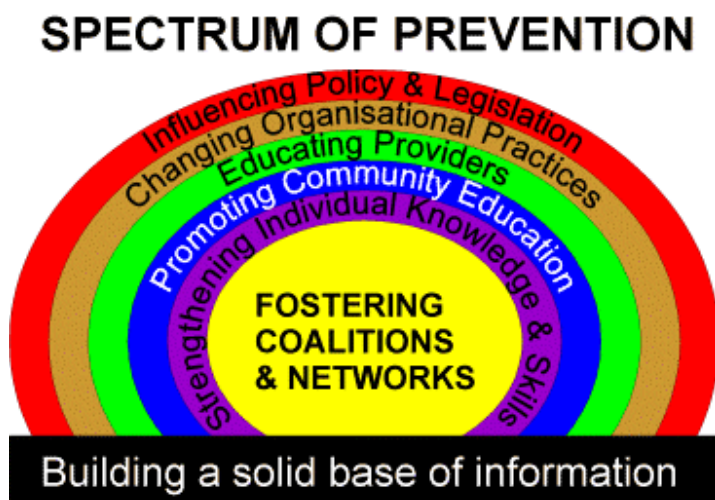 SPECTRUM OF PREVENTION
Influencing Policy & Legislation
Changing Organisational Practices
Educating Providers
Promoting Community Education
Strengthening Individual Knowledge & Skills
FOSTERING
COALITIONS
& NETWORKS
Building a solid base of information